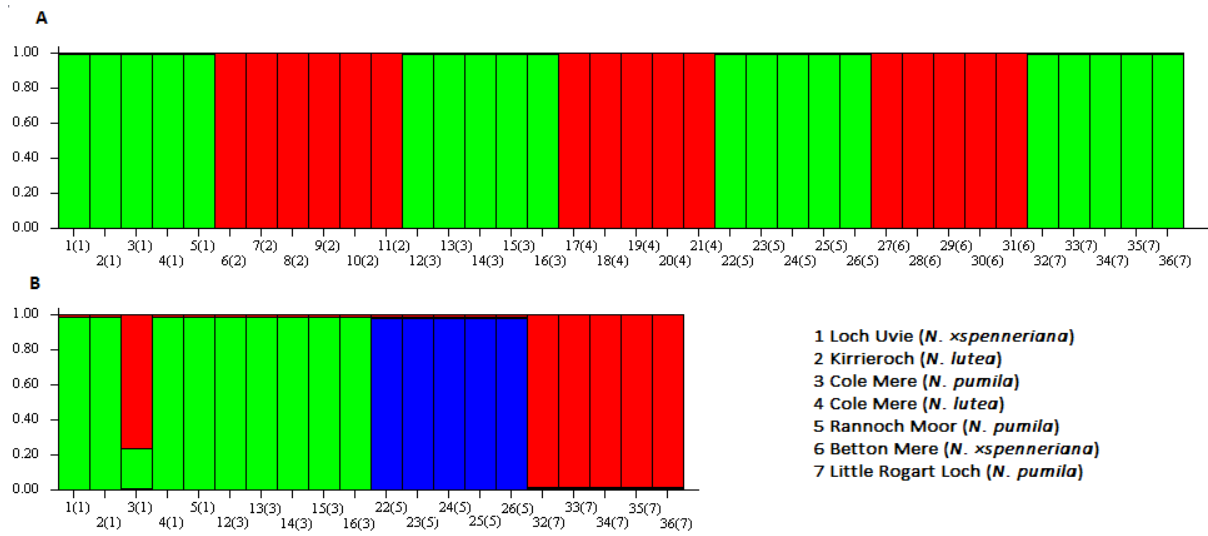 A
1.00
0.80
0.60
0.40
0.20
0.00
1(1) 3(1) 5(1) 7(2) 9(2) 11(2) 13(3) 15(3) 17(4) 19(4) 21(4) 23(5) 25(5) 27(6) 29(6) 31(6) 33(7) 35(7)
2(1) 4(1) 6(2) 8(2) 10(2) 12(3) 14(3) 16(3) 18(4) 20(4) 22(5) 24(5) 26(5) 28(6) 30(6) 32(7) 34(7) 36(7)
B
1.00
0.80
0.60
0.40
0.20
0.00
1(1) 3(1) 5(1) 13(3) 15(3) 22(5) 24(5) 26(5) 33(7) 35(7)
2(1) 4(1) 12(3) 14(3) 16(3) 23(5) 25(5) 32(7) 34(7) 36(7)
1 Loch Uvie (N. ×spenneriana)
2 Kirrieroch (N. lutea)
3 Cole Mere (N. pumila)
4 Cole Mere (N. lutea)
5 Rannoch Moor (N. pumila)
6 Betton Mere (N. ×spenneriana)
7 Little Rogart Loch (N. pumila)